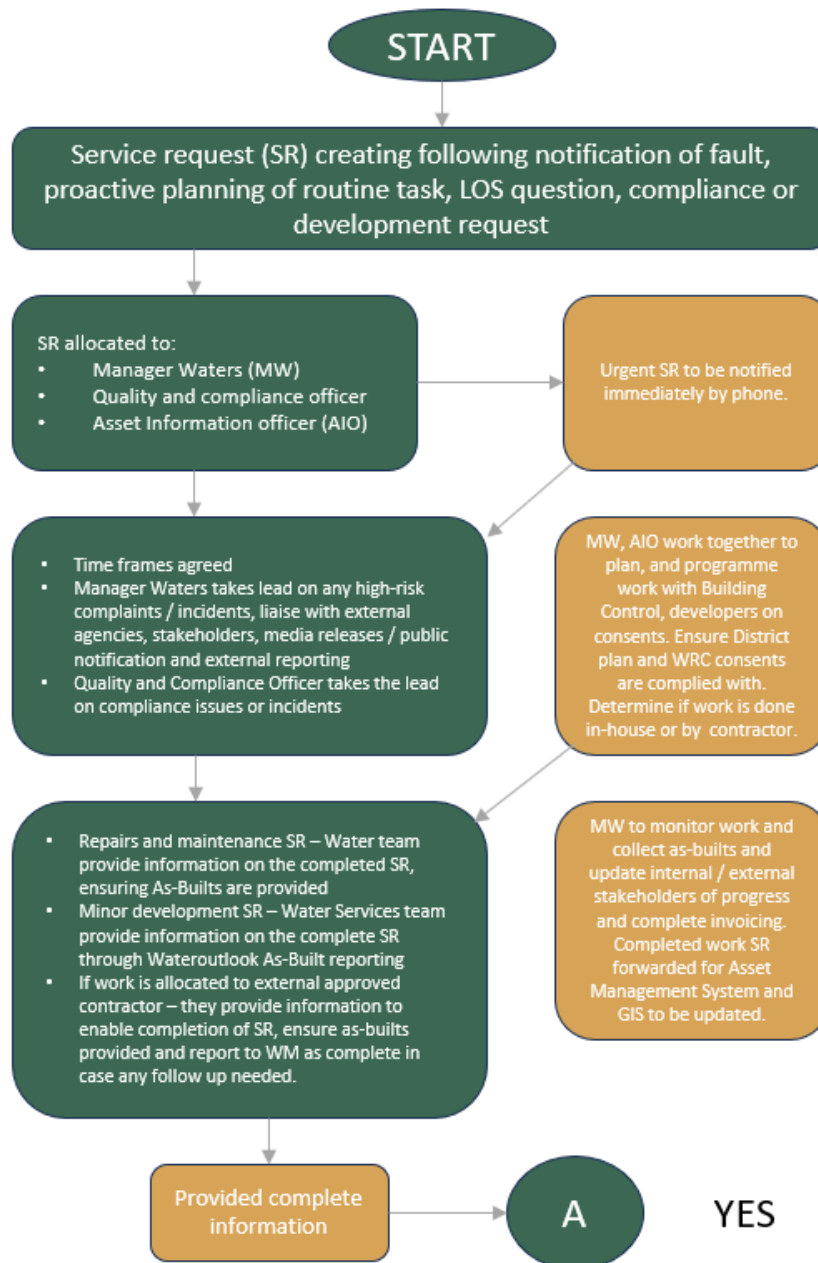 START
Service request (SR) creating following notification of fault,
proactive planning of routine task, LOS question, compliance or
development request
SR allocated to:
• Manager Waters (MW)
• Quality and compliance officer
• Asset Information officer (AIO)
Urgent SR to be notified
immediately by phone.
• Time frames agreed
• Manager Waters takes lead on any high-risk
complaints / incidents, liaise with external
agencies, stakeholders, media releases / public
notification and external reporting
• Quality and Compliance Officer takes the lead
on compliance issues or incidents
MW, AIO work together to
plan, and programme
work with Building
Control, developers on
consents. Ensure District
plan and WRC consents
are complied with.
Determine if work is done
in-house or by contractor.
• Repairs and maintenance SR – Water team
provide information on the completed SR,
ensuring As-Builts are provided
• Minor development SR – Water Services team
provide information on the complete SR
through Wateroutlook As-Built reporting
• If work is allocated to external approved
contractor – they provide information to
enable completion of SR, ensure as-builts
provided and report to WM as complete in
case any follow up needed.
MW to monitor work and
collect as-builts and
update internal / external
stakeholders of progress
and complete invoicing.
Completed work SR
forwarded for Asset
Management System and
GIS to be updated.
Provided complete
information
A
YES